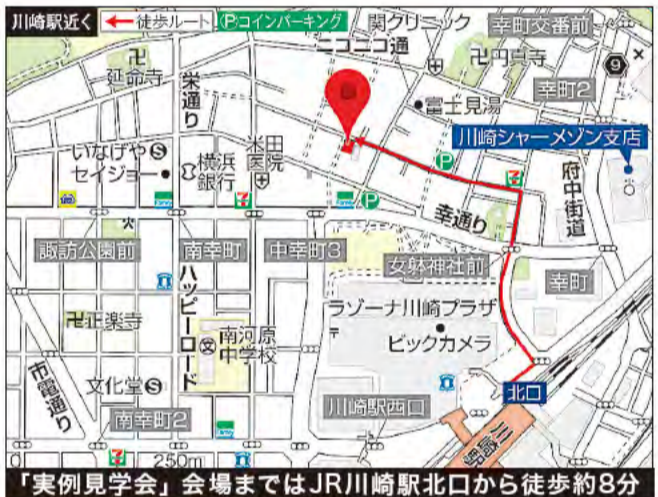 川崎駅近く
徒歩ルート
Ⓟコインパーキング
関クリニック
幸町交番前
ニコニコ通
卍円真寺
9
卍
延命寺
栄通り
幸町2
富士見湯
川崎シャーメゾン支店
いなげやⓈ
セイジョー
横浜
銀行
米田
医院
P
府中街道
P
幸通り
諏訪公園前
南幸町
中幸町3
女躰神社前
幸町
ハッピーロード
ラゾーナ川崎プラザ
ビックカメラ
卍正楽寺
南河原
中学校
文
市電通り
文化堂Ⓢ
北口
南幸町2
川崎駅西口
川崎駅
250m
「実例見学会」会場まではJR川崎駅北口から徒歩約8分